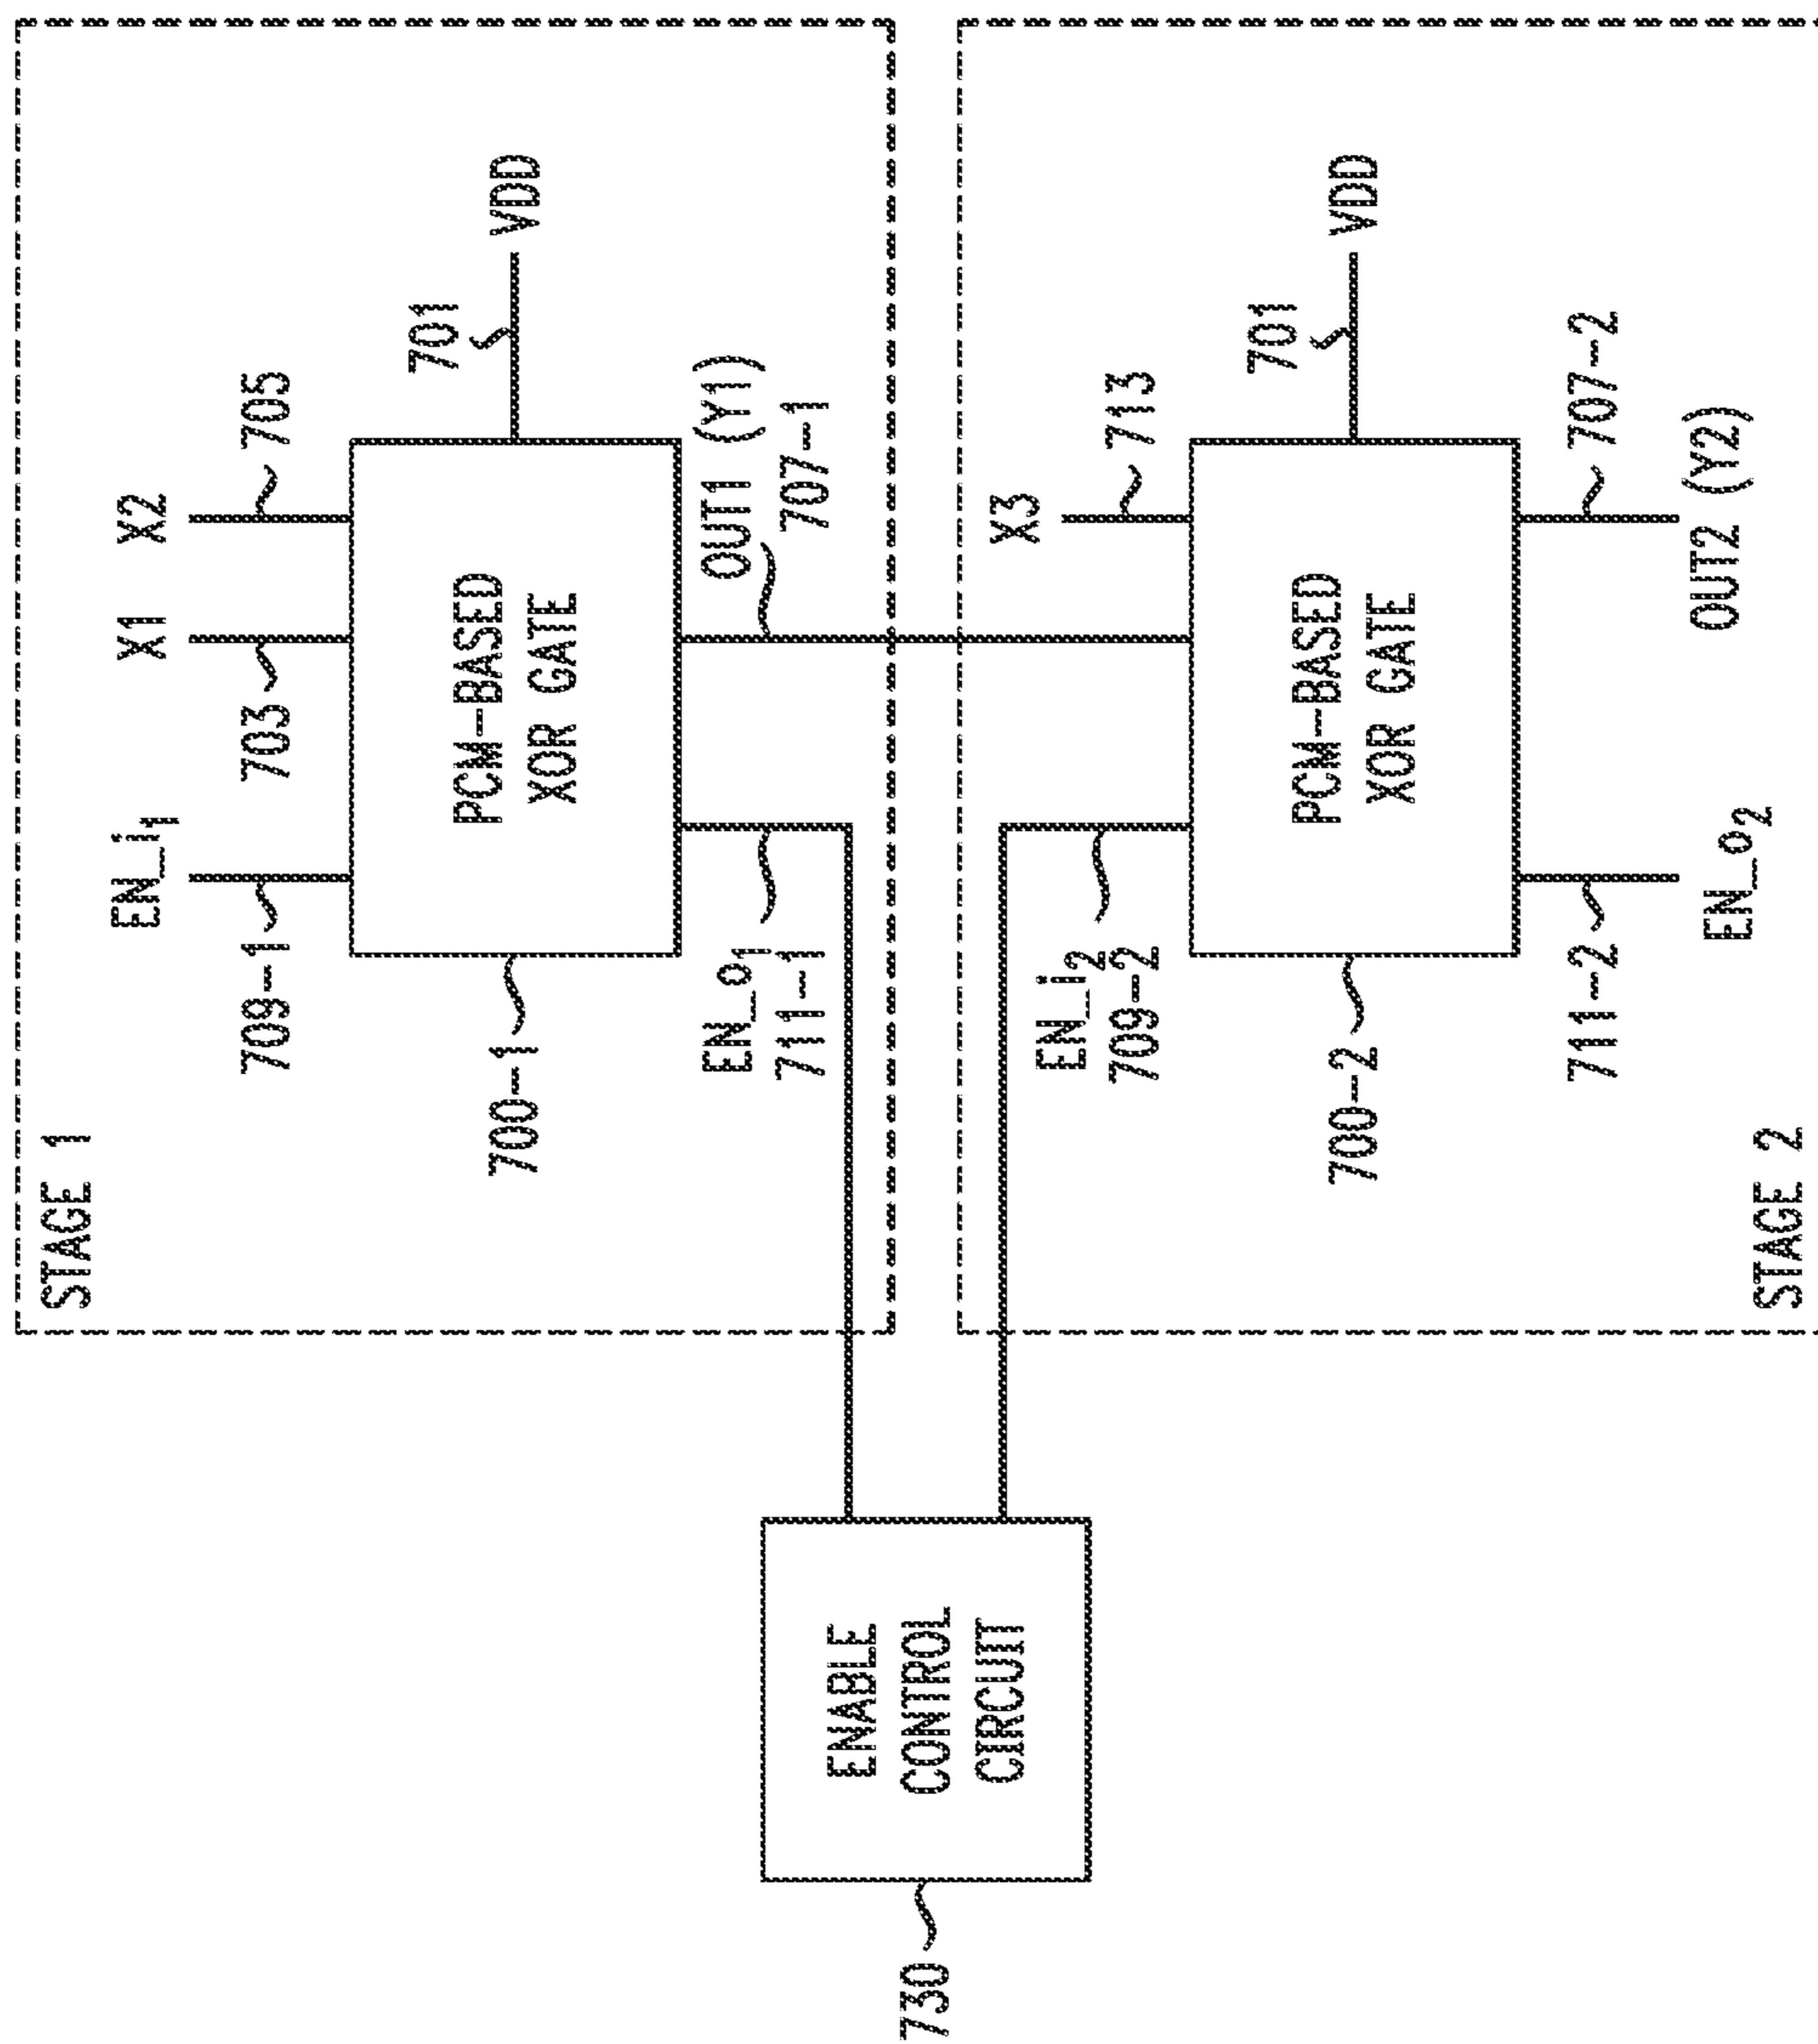 STAGE 1
EN_i1
X1
X2
709-1
703
705
700-1
PCM-BASED
XOR GATE
701
VDD
EN_o1
711-1
OUT1 (Y1)
707-1
730
ENABLE
CONTROL
CIRCUIT
EN_i2
709-2
X3
713
700-2
PCM-BASED
XOR GATE
701
VDD
711-2
707-2
EN_o2
OUT2 (Y2)
STAGE 2